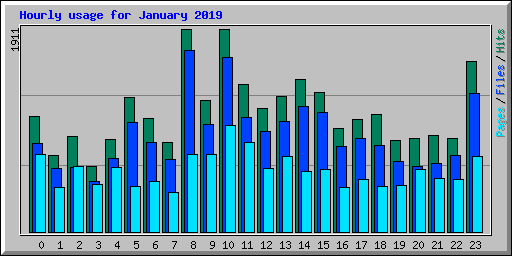 Hourly usage for January 2019
1911
Pages/Files/Hits
0 1 2 3 4 5 6 7 8 9 10 11 12 13 14 15 16 17 18 19 20 21 22 23